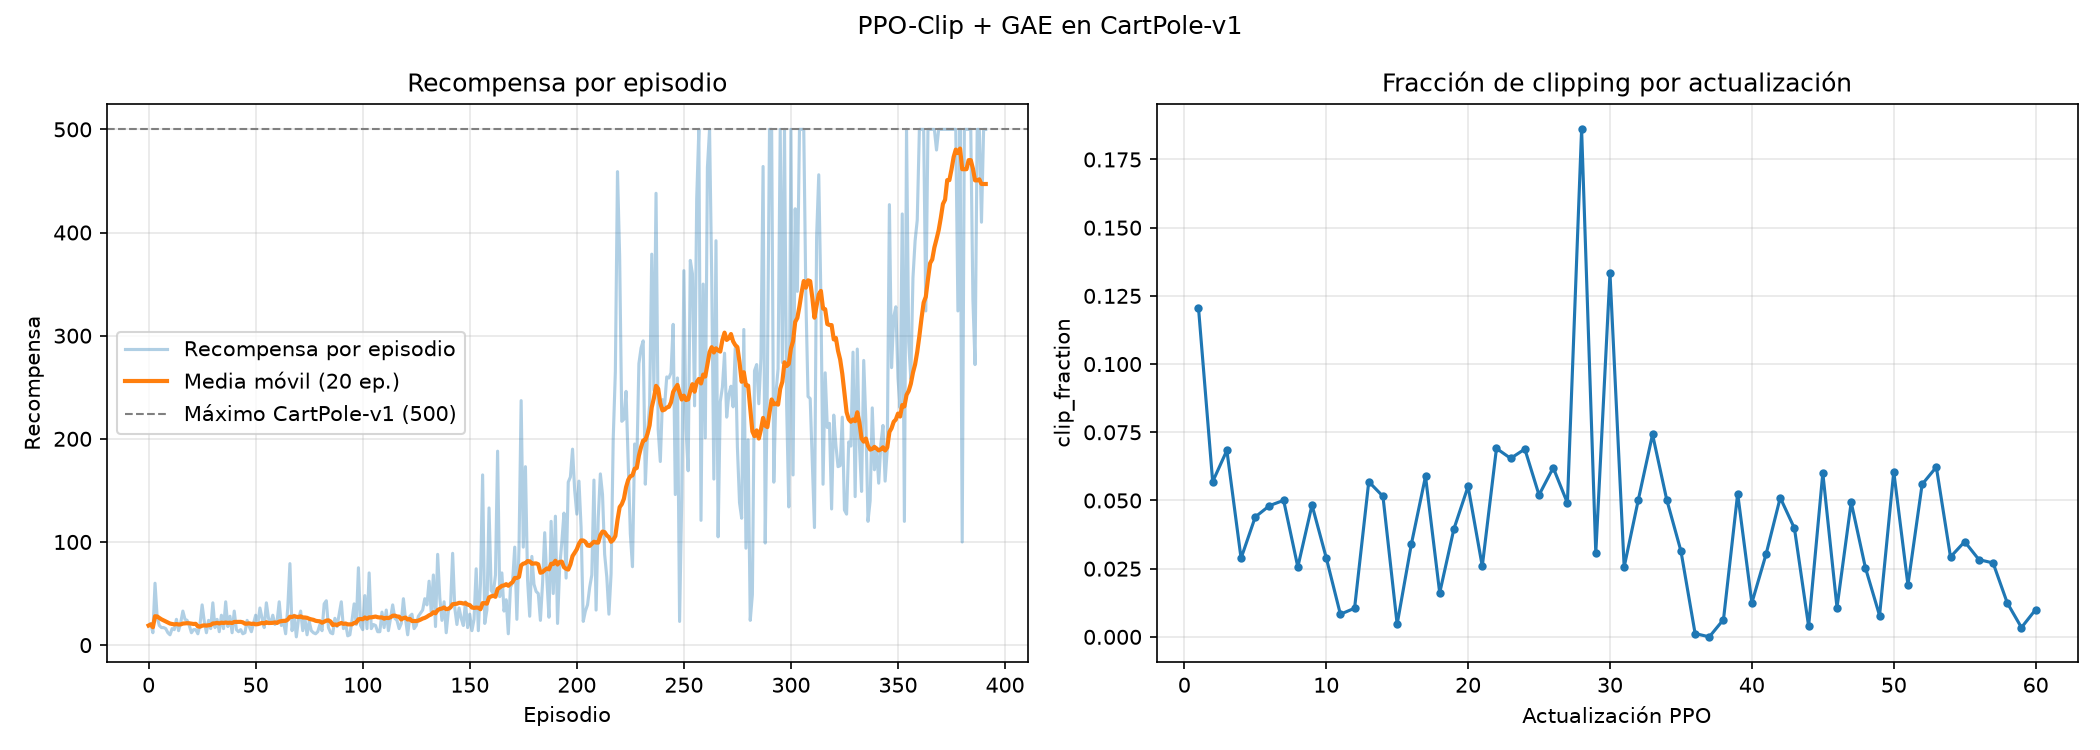 PPO-Clip + GAE en CartPole-v1
Recompensa por episodio
Recompensa
500
400
300
200
100
0
Recompensa por episodio
Media móvil (20 ep.)
Máximo CartPole-v1 (500)
0 50 100 150 200 250 300 350 400
Episodio
Fracción de clipping por actualización
clip_fraction
0.175
0.150
0.125
0.100
0.075
0.050
0.025
0.000
0 10 20 30 40 50 60
Actualización PPO